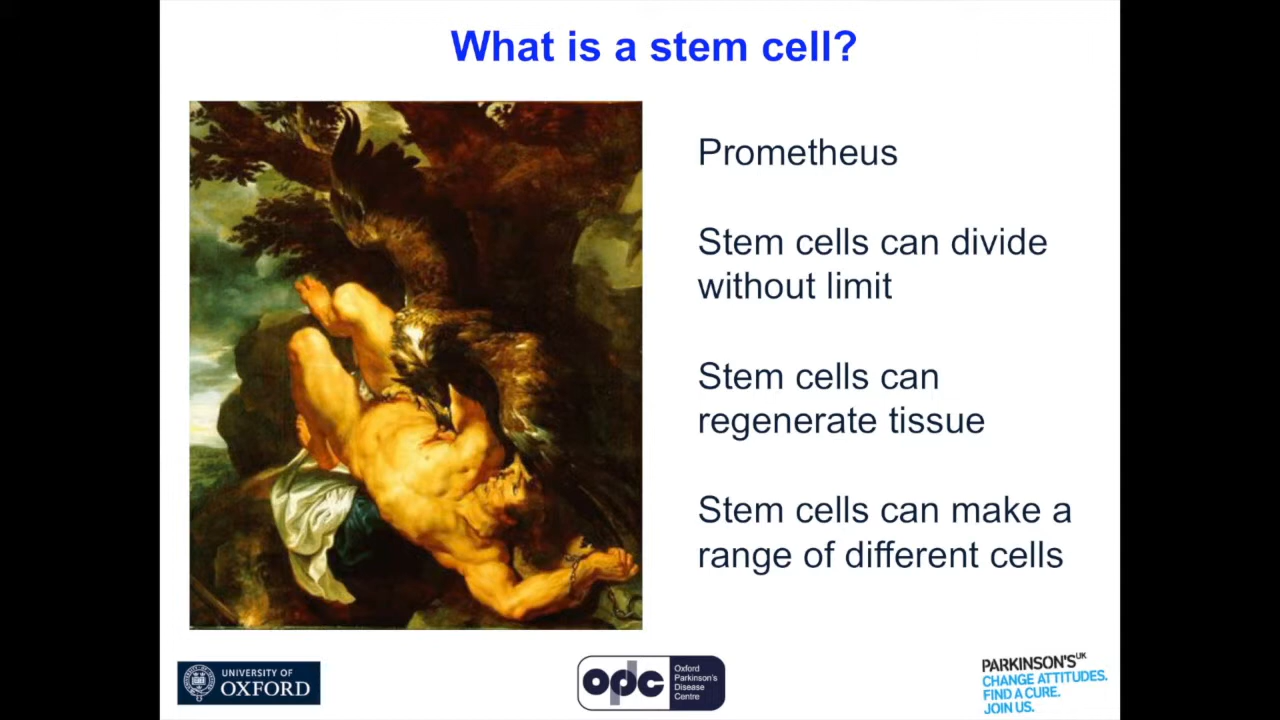 What is a stem cell?
Prometheus
Stem cells can divide
without limit
Stem cells can
regenerate tissue
Stem cells can make a
range of different cells
UNIVERSITY OF
OXFORD
opdc
Oxford
Parkinson's
Disease
Centre
PARKINSON'S UK
CHANGE ATTITUDES.
FIND A CURE.
JOIN US.